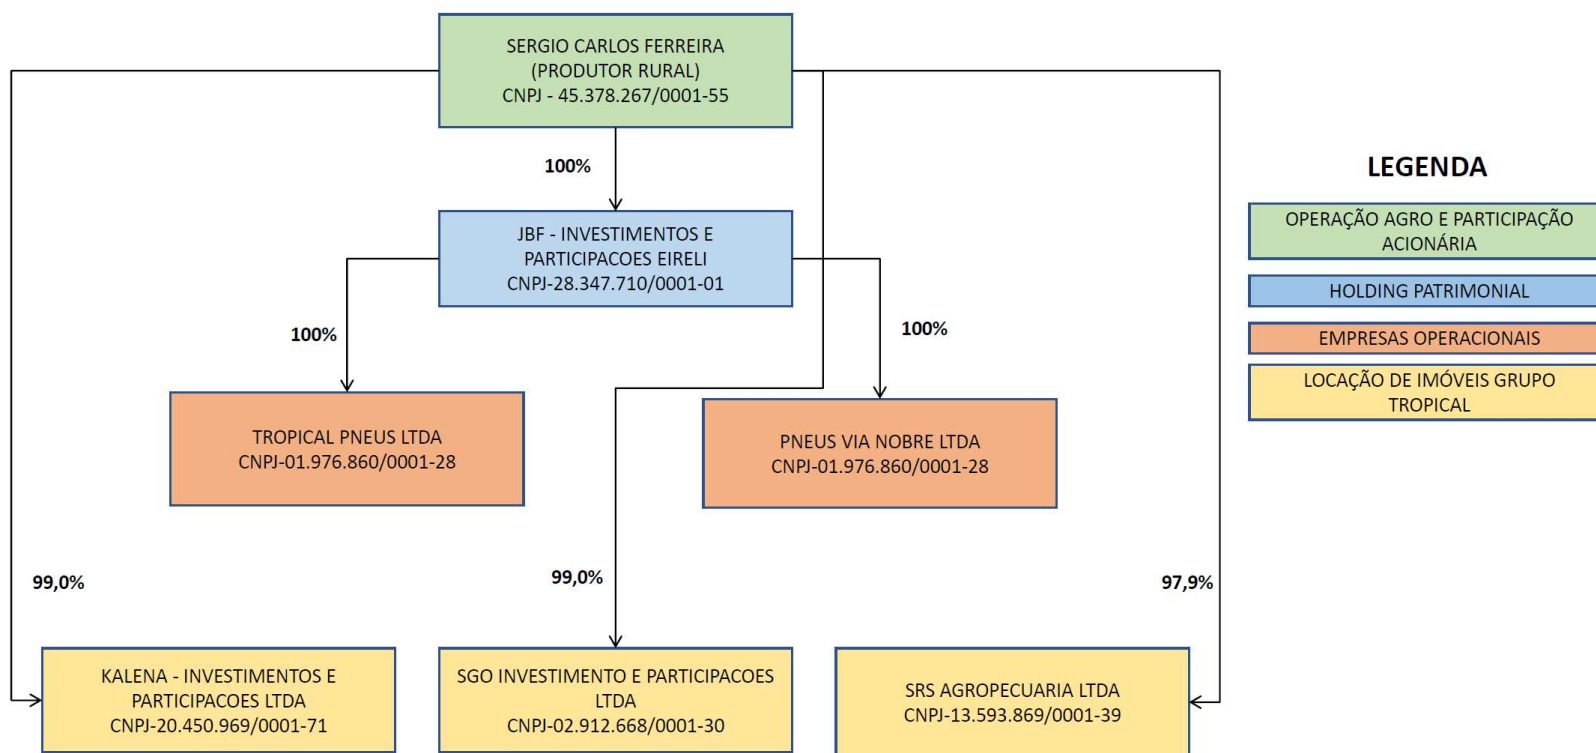 SERGIO CARLOS FERREIRA
(PRODUTOR RURAL)
CNPJ - 45.378.267/0001-55
100%
JBF - INVESTIMENTOS E
PARTICIPACOES EIRELI
CNPJ-28.347.710/0001-01
100%
100%
TROPICAL PNEUS LTDA
CNPJ-01.976.860/0001-28
PNEUS VIA NOBRE LTDA
CNPJ-01.976.860/0001-28
99,0%
99,0%
97,9%
KALENA - INVESTIMENTOS E
PARTICIPACOES LTDA
CNPJ-20.450.969/0001-71
SGO INVESTIMENTO E PARTICIPACOES
LTDA
CNPJ-02.912.668/0001-30
SRS AGROPECUARIA LTDA
CNPJ-13.593.869/0001-39
LEGENDA
OPERAÇÃO AGRO E PARTICIPAÇÃO
ACIONÁRIA
HOLDING PATRIMONIAL
EMPRESAS OPERACIONAIS
LOCAÇÃO DE IMÓVEIS GRUPO
TROPICAL